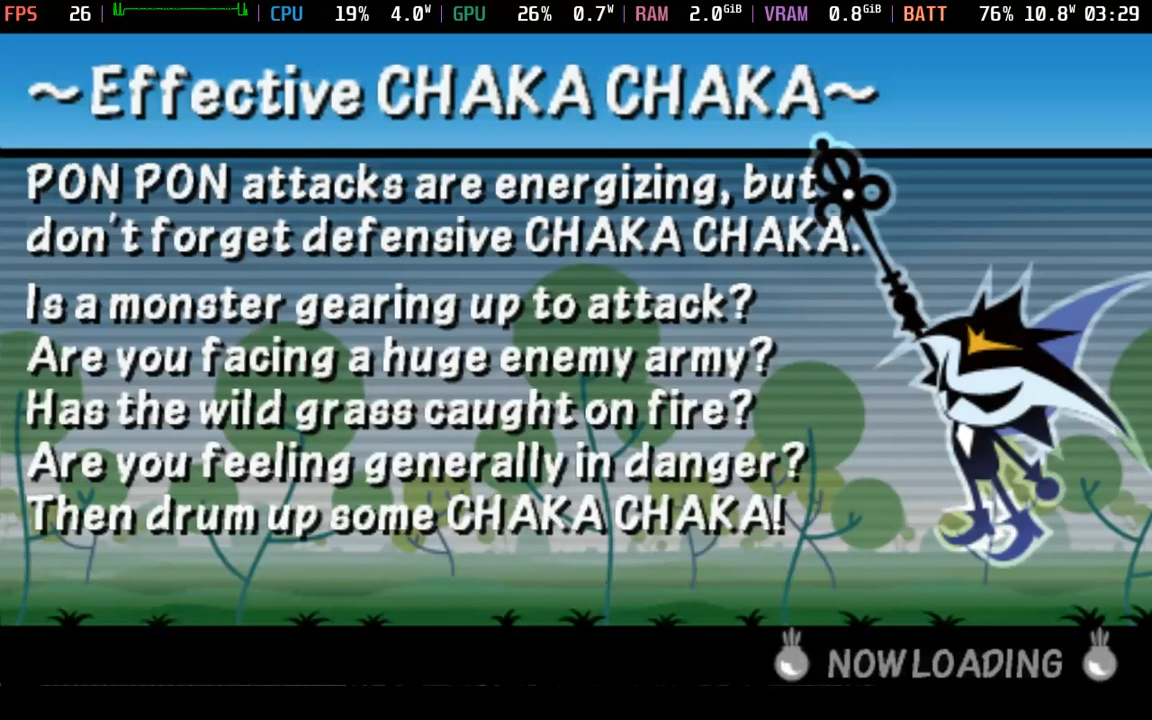 FPS 26 CPU 19% 4.0W GPU 26% 0.7W RAM 2.0GiB VRAM 0.8GiB BATT 76% 10.8W 03:29
~Effective CHAKA CHAKA~
PON PON attacks are energizing, but
don't forget defensive CHAKA CHAKA.
Is a monster gearing up to attack?
Are you facing a huge enemy army?
Has the wild grass caught on fire?
Are you feeling generally in danger?
Then drum up some CHAKA CHAKA!
NOW LOADING